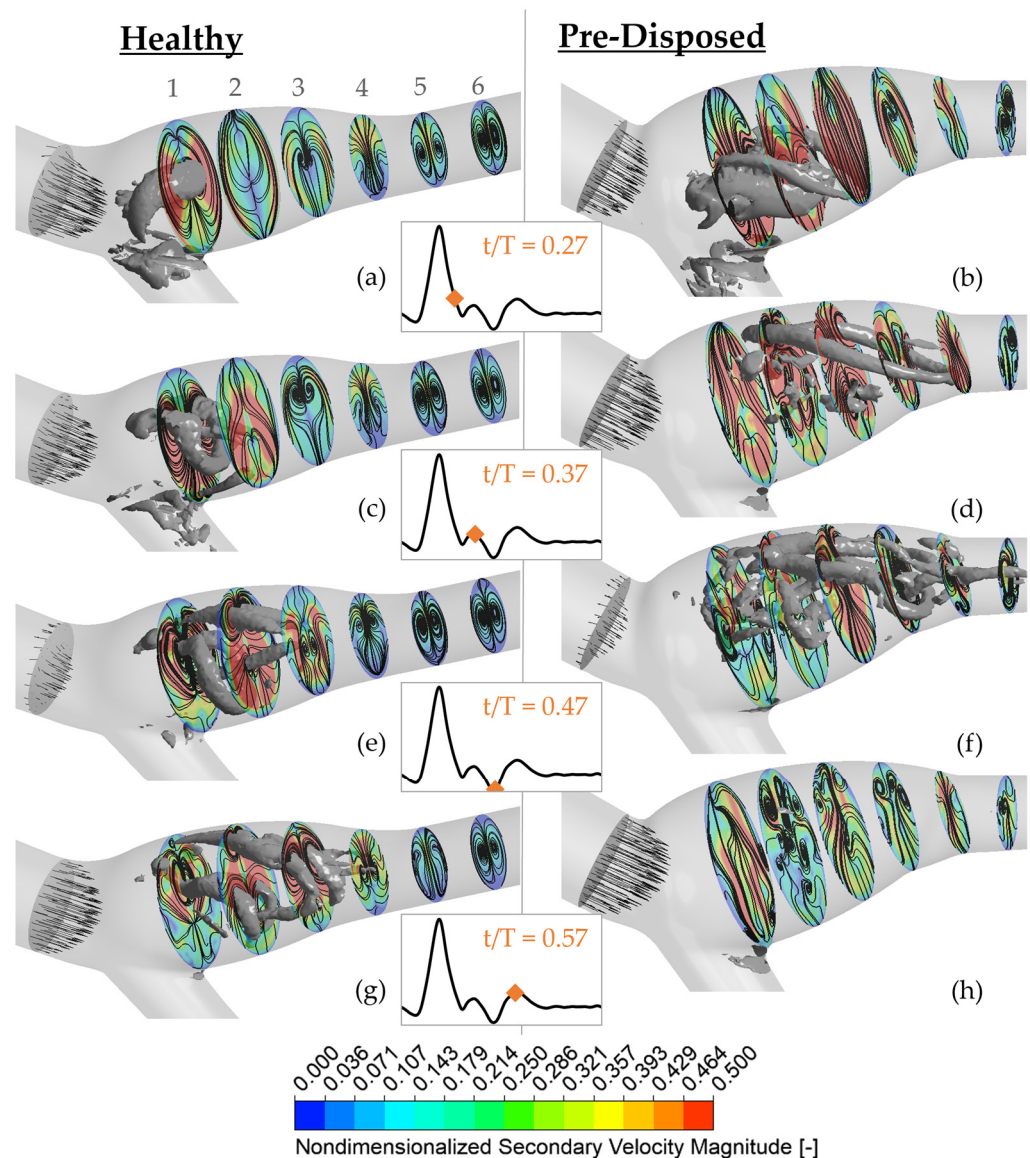 Healthy
Pre-Disposed
1 2 3 4 5 6
(a)
t/T = 0.27
(b)
(c)
t/T = 0.37
(d)
(e)
t/T = 0.47
(f)
(g)
t/T = 0.57
(h)
0.000 0.036 0.071 0.107 0.143 0.179 0.214 0.250 0.286 0.321 0.357 0.393 0.429 0.464 0.500
Nondimensionalized Secondary Velocity Magnitude [-]